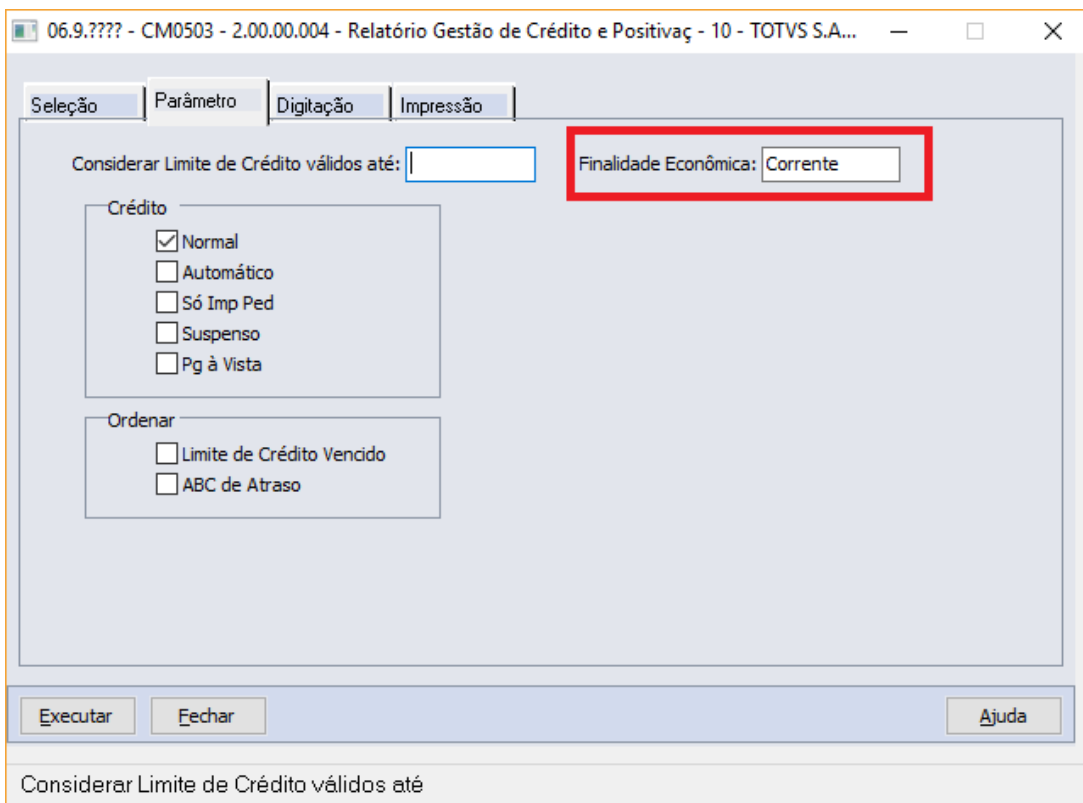 06.9.???? - CM0503 - 2.00.00.004 - Relatório Gestão de Crédito e Positivaç - 10 - TOTVS S.A...
Seleção Parâmetro Digitação Impressão
Considerar Limite de Crédito válidos até: Finalidade Econômica: Corrente
Crédito
Normal
Automático
Só Imp Ped
Suspenso
Pg à Vista
Ordenar
Limite de Crédito Vencido
ABC de Atraso
Executar Fechar Ajuda
Considerar Limite de Crédito válidos até